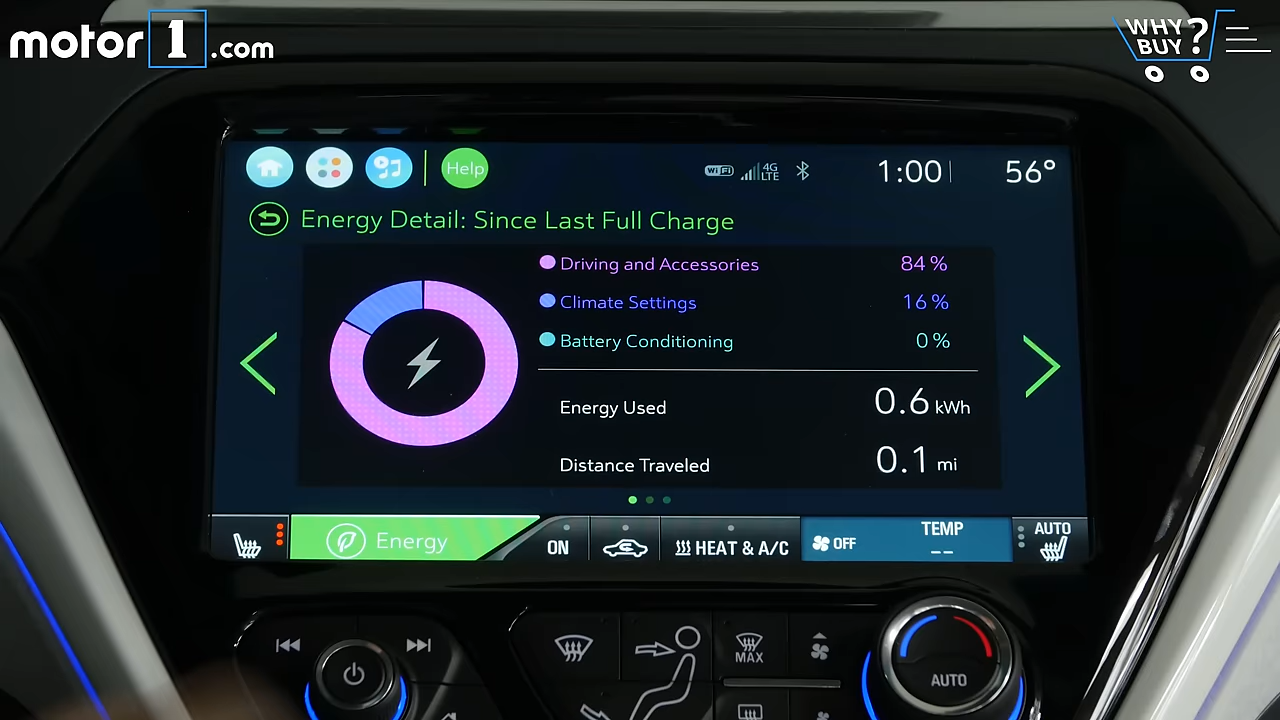 motor1.com
WHY BUY?
Help
WiFi
4G LTE
1:00
56°
Energy Detail: Since Last Full Charge
Driving and Accessories 84 %
Climate Settings 16 %
Battery Conditioning 0 %
Energy Used 0.6 kWh
Distance Traveled 0.1 mi
Energy
ON
HEAT & A/C
OFF
TEMP
--
AUTO
MAX
AUTO